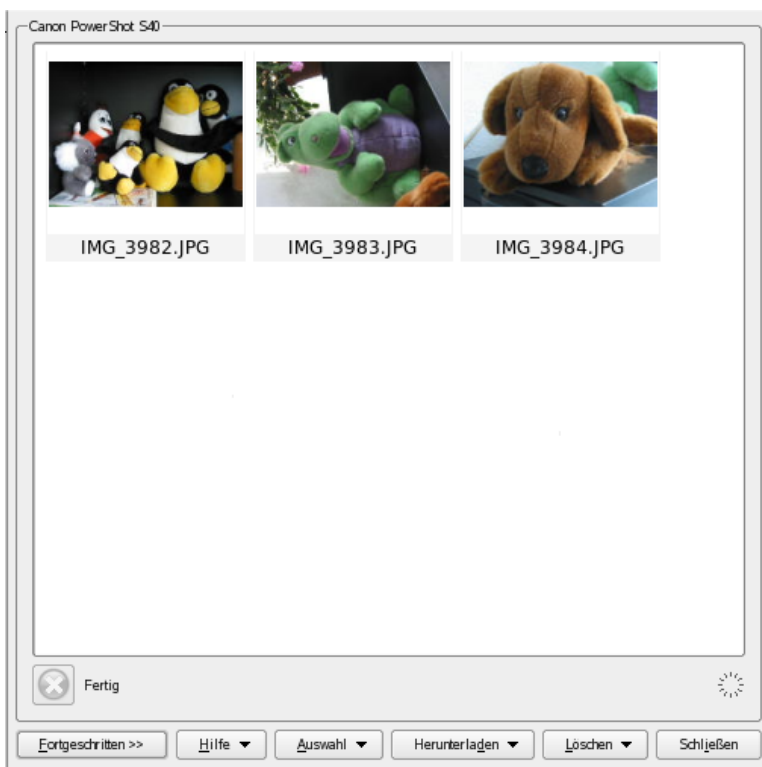 Canon PowerShot S40
IMG_3982.JPG
IMG_3983.JPG
IMG_3984.JPG
Fertig
Fortgeschritten >>
Hilfe
Auswahl
Herunterladen
Löschen
Schließen